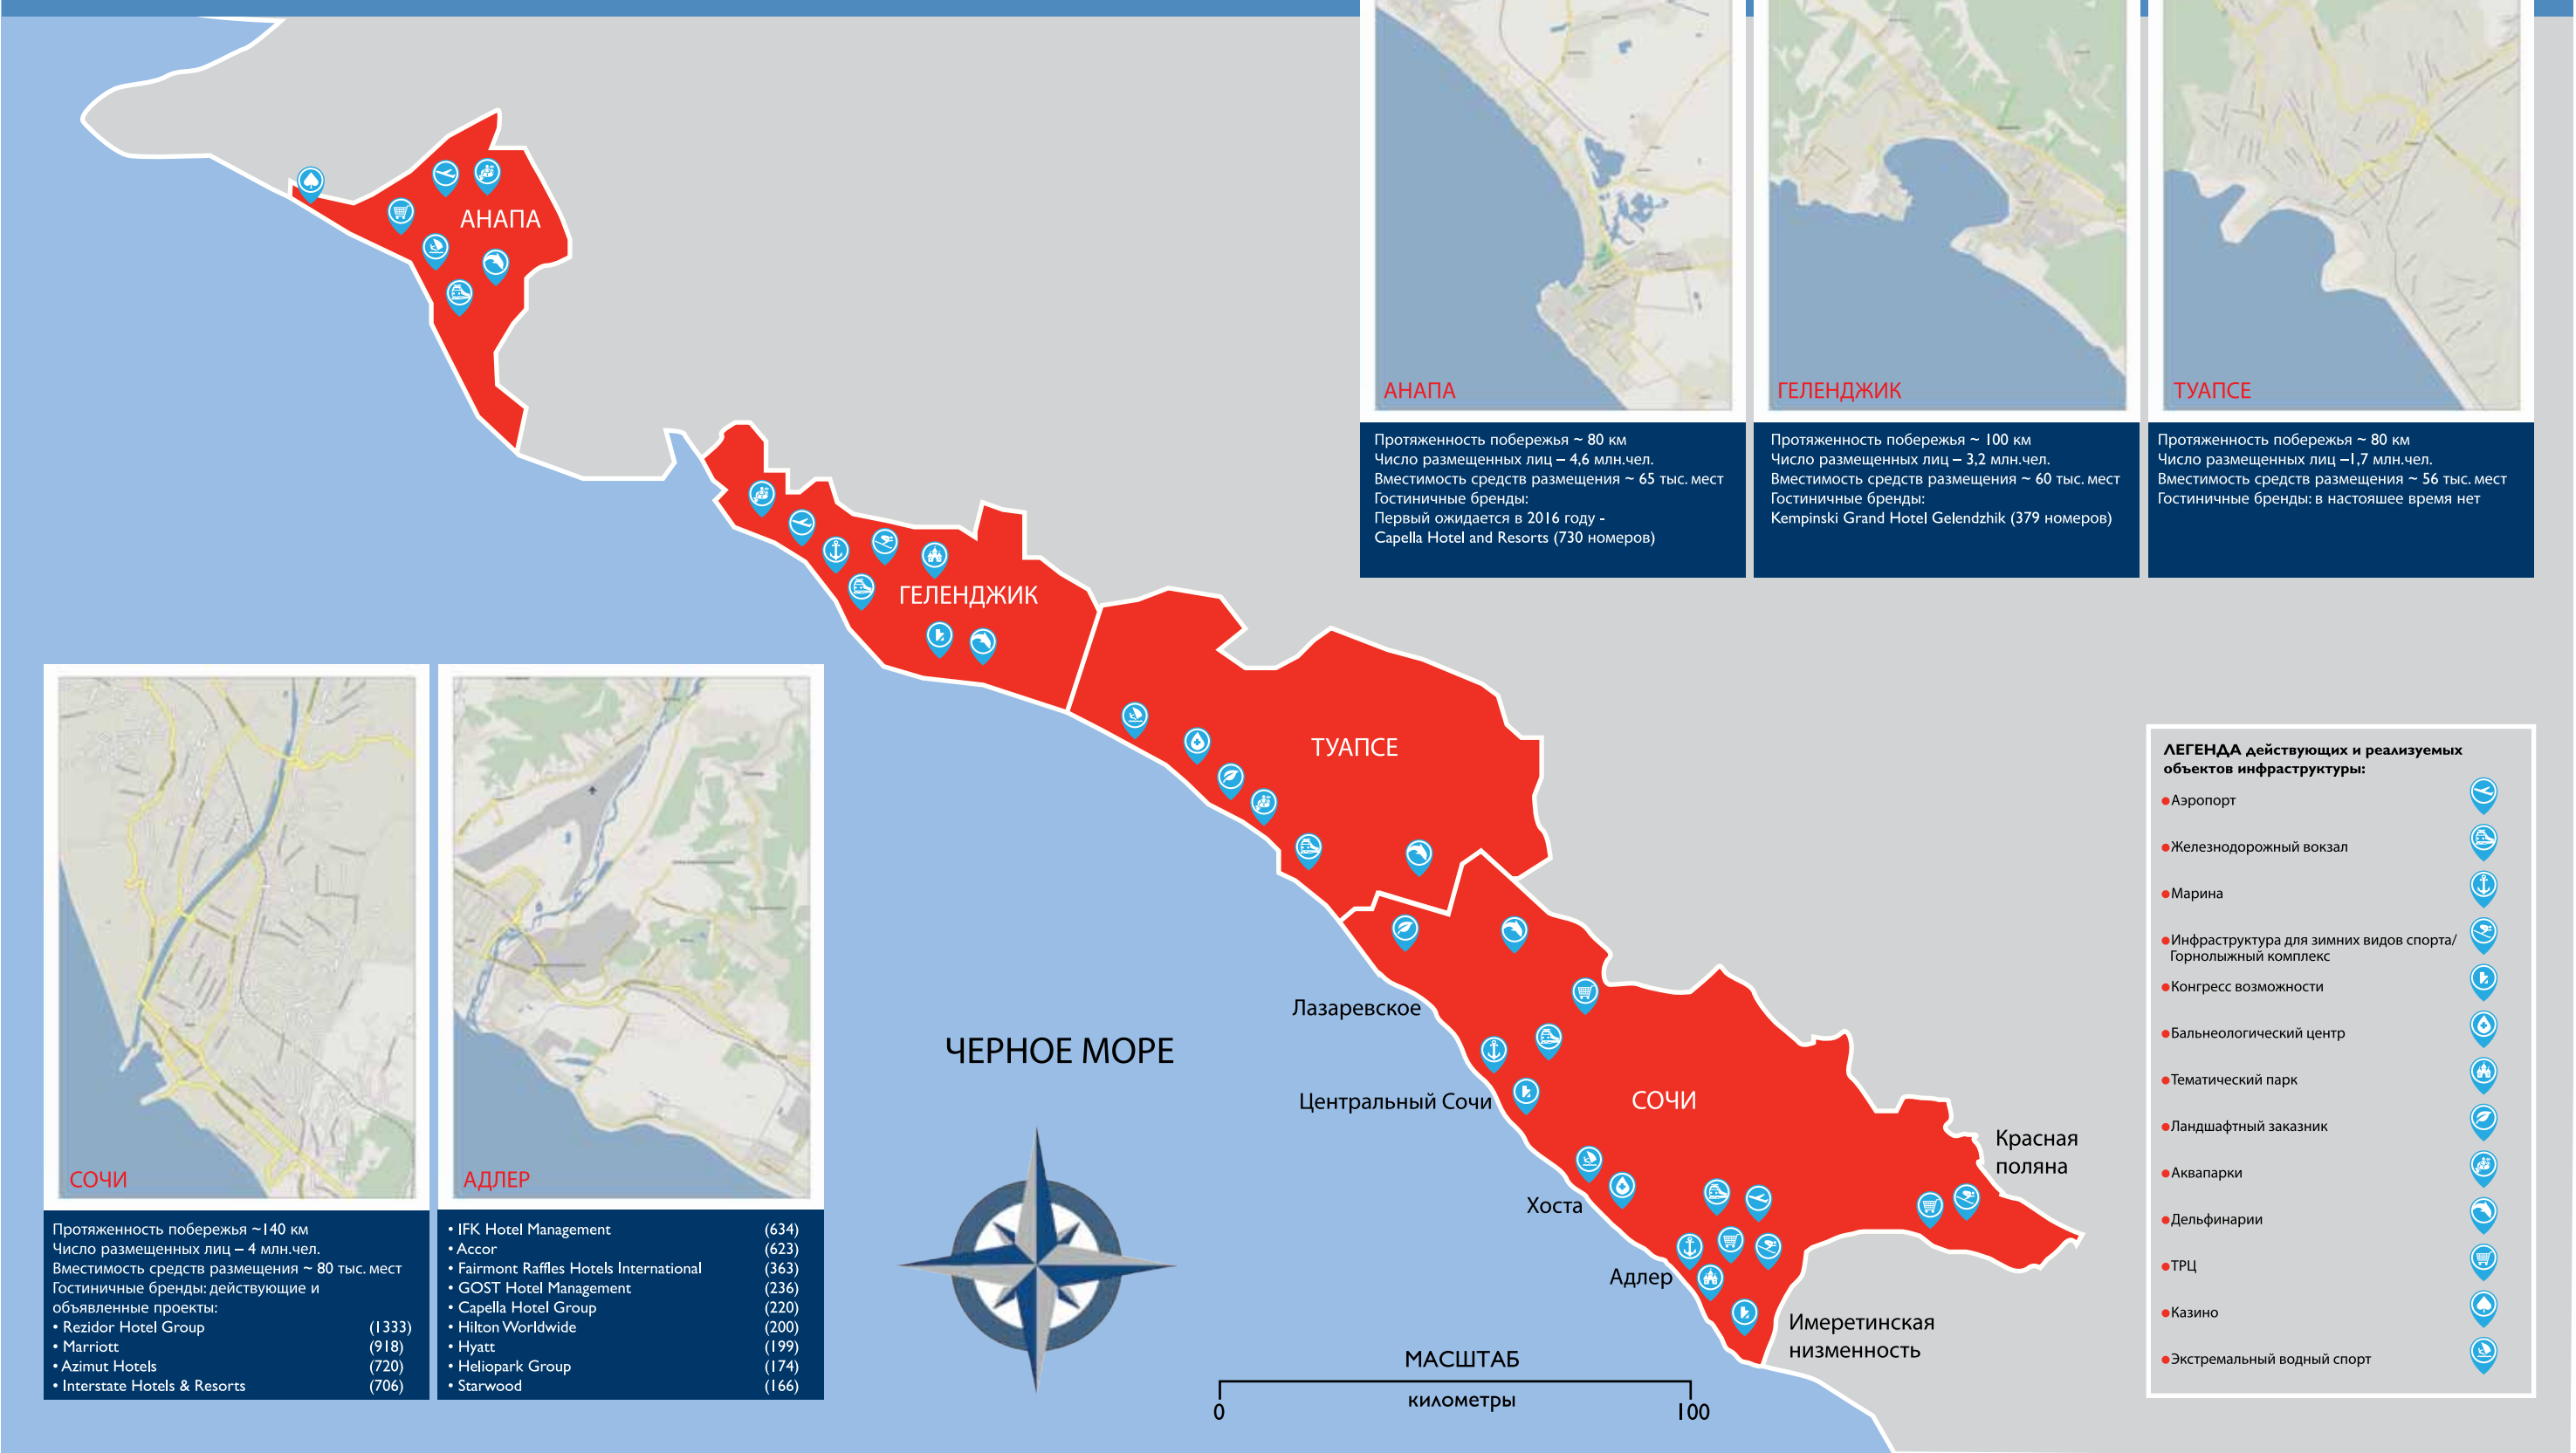 АНАПА
ГЕЛЕНДЖИК
ТУАПСЕ
Протяженность побережья ~ 80 км
Число размещенных лиц – 4,6 млн.чел.
Вместимость средств размещения ~ 65 тыс. мест
Гостиничные бренды:
Первый ожидается в 2016 году -
Capella Hotel and Resorts (730 номеров)
Протяженность побережья ~ 100 км
Число размещенных лиц – 3,2 млн.чел.
Вместимость средств размещения ~ 60 тыс. мест
Гостиничные бренды:
Kempinski Grand Hotel Gelendzhik (379 номеров)
Протяженность побережья ~ 80 км
Число размещенных лиц –1,7 млн.чел.
Вместимость средств размещения ~ 56 тыс. мест
Гостиничные бренды: в настояшее время нет
АНАПА
ГЕЛЕНДЖИК
ТУАПСЕ
СОЧИ
Лазаревское
Центральный Сочи
Хоста
Адлер
Красная
поляна
Имеретинская
низменность
ЧЕРНОЕ МОРЕ
МАСШТАБ
километры
0
100
СОЧИ
Протяженность побережья ~140 км
Число размещенных лиц – 4 млн.чел.
Вместимость средств размещения ~ 80 тыс. мест
Гостиничные бренды: действующие и
объявленные проекты:
• Rezidor Hotel Group (1333)
• Marriott (918)
• Azimut Hotels (720)
• Interstate Hotels & Resorts (706)
АДЛЕР
• IFK Hotel Management (634)
• Accor (623)
• Fairmont Raffles Hotels International (363)
• GOST Hotel Management (236)
• Capella Hotel Group (220)
• Hilton Worldwide (200)
• Hyatt (199)
• Heliopark Group (174)
• Starwood (166)
ЛЕГЕНДА действующих и реализуемых
объектов инфраструктуры:
•Аэропорт
•Железнодорожный вокзал
•Марина
•Инфраструктура для зимних видов спорта/
Горнолыжный комплекс
•Конгресс возможности
•Бальнеологический центр
•Тематический парк
•Ландшафтный заказник
•Аквапарки
•Дельфинарии
•ТРЦ
•Казино
•Экстремальный водный спорт